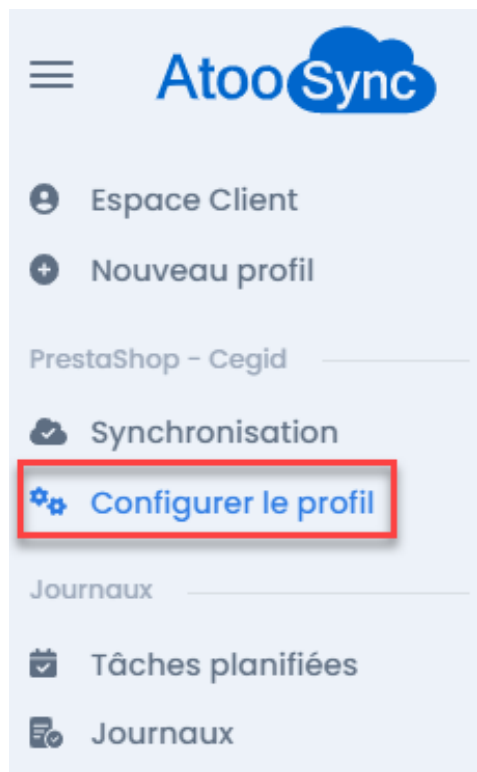 AtooSync
Espace Client
Nouveau profil
PrestaShop - Cegid
Synchronisation
Configurer le profil
Journaux
Tâches planifiées
Journaux